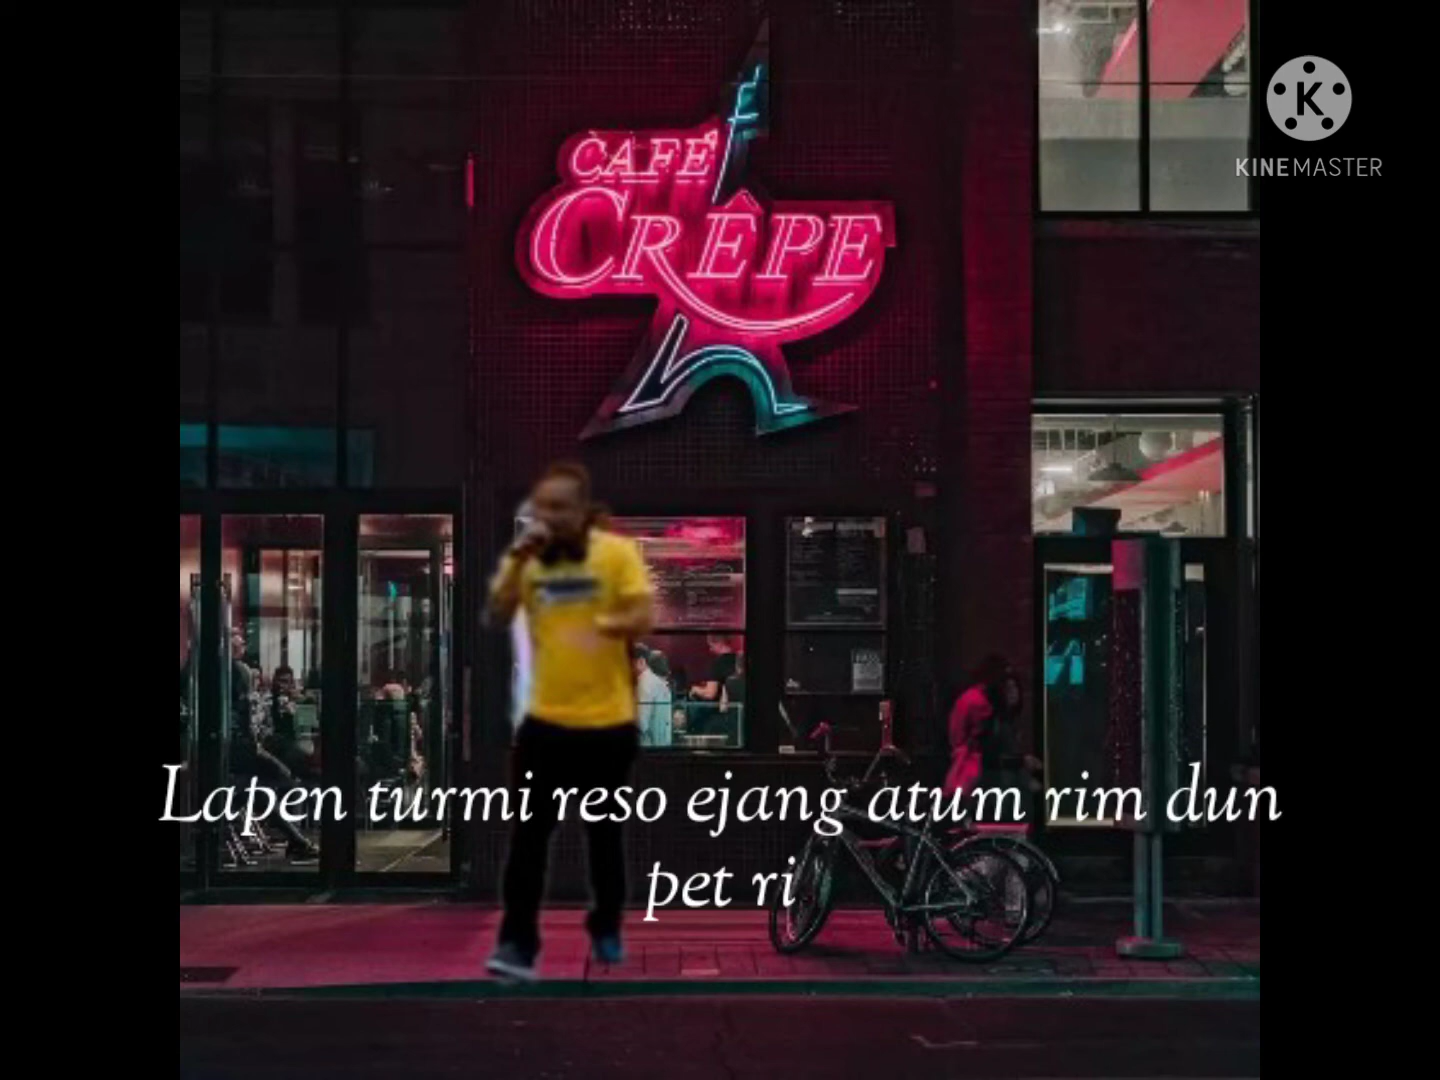 CAFÉ
CRÊPE
K
KINEMASTER
Lapen turmi reso ejang atum rim dun
pet ri